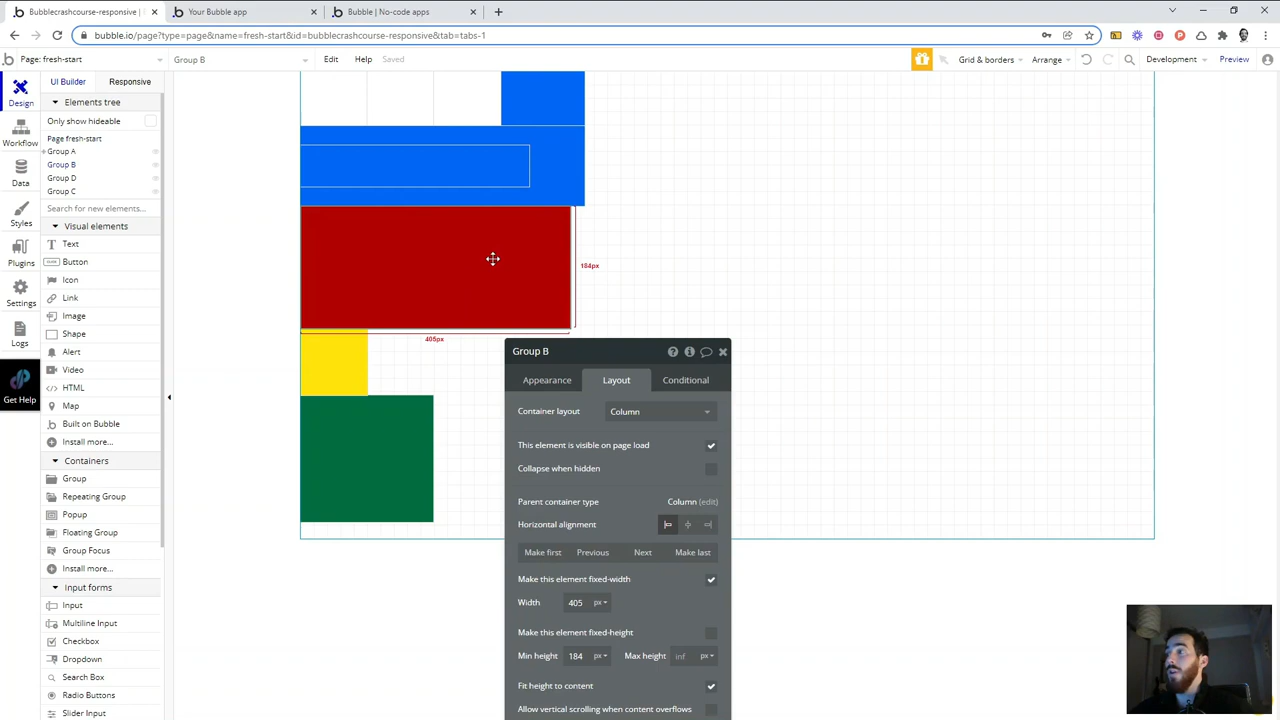 Bubblecrashcourse-responsive |
Your Bubble app
Bubble | No-code apps
bubble.io/page?type=page&name=fresh-start&id=bubblecrashcourse-responsive&tab=tabs-1
Page: fresh-start
Group B
Edit
Help
Saved
Grid & borders
Arrange
Development
Preview
Design
Workflow
Data
Styles
Plugins
Settings
Logs
Get Help
UI Builder
Responsive
Elements tree
Only show hideable
Page fresh-start
Group A
Group B
Group D
Group C
Search for new elements...
Visual elements
Text
Button
Icon
Link
Image
Shape
Alert
Video
HTML
Map
Built on Bubble
Install more...
Containers
Group
Repeating Group
Popup
Floating Group
Group Focus
Install more...
Input forms
Input
Multiline Input
Checkbox
Dropdown
Search Box
Radio Buttons
Slider Input
184px
405px
Group B
Appearance
Layout
Conditional
Container layout
Column
This element is visible on page load
Collapse when hidden
Parent container type
Column (edit)
Horizontal alignment
Make first
Previous
Next
Make last
Make this element fixed-width
Width
405
px
Make this element fixed-height
Min height
184
px
Max height
inf
px
Fit height to content
Allow vertical scrolling when content overflows